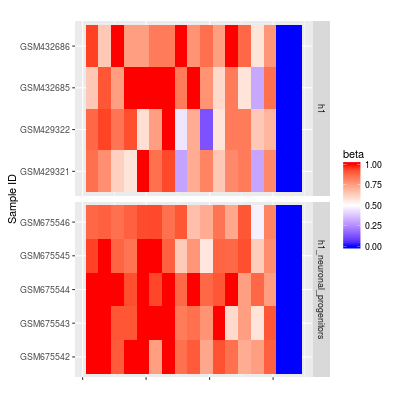 Sample ID
GSM432686
GSM432685
GSM429322
GSM429321
h1
GSM675546
GSM675545
GSM675544
GSM675543
GSM675542
h1_neuronal_progenitors
beta
1.00
0.75
0.50
0.25
0.00